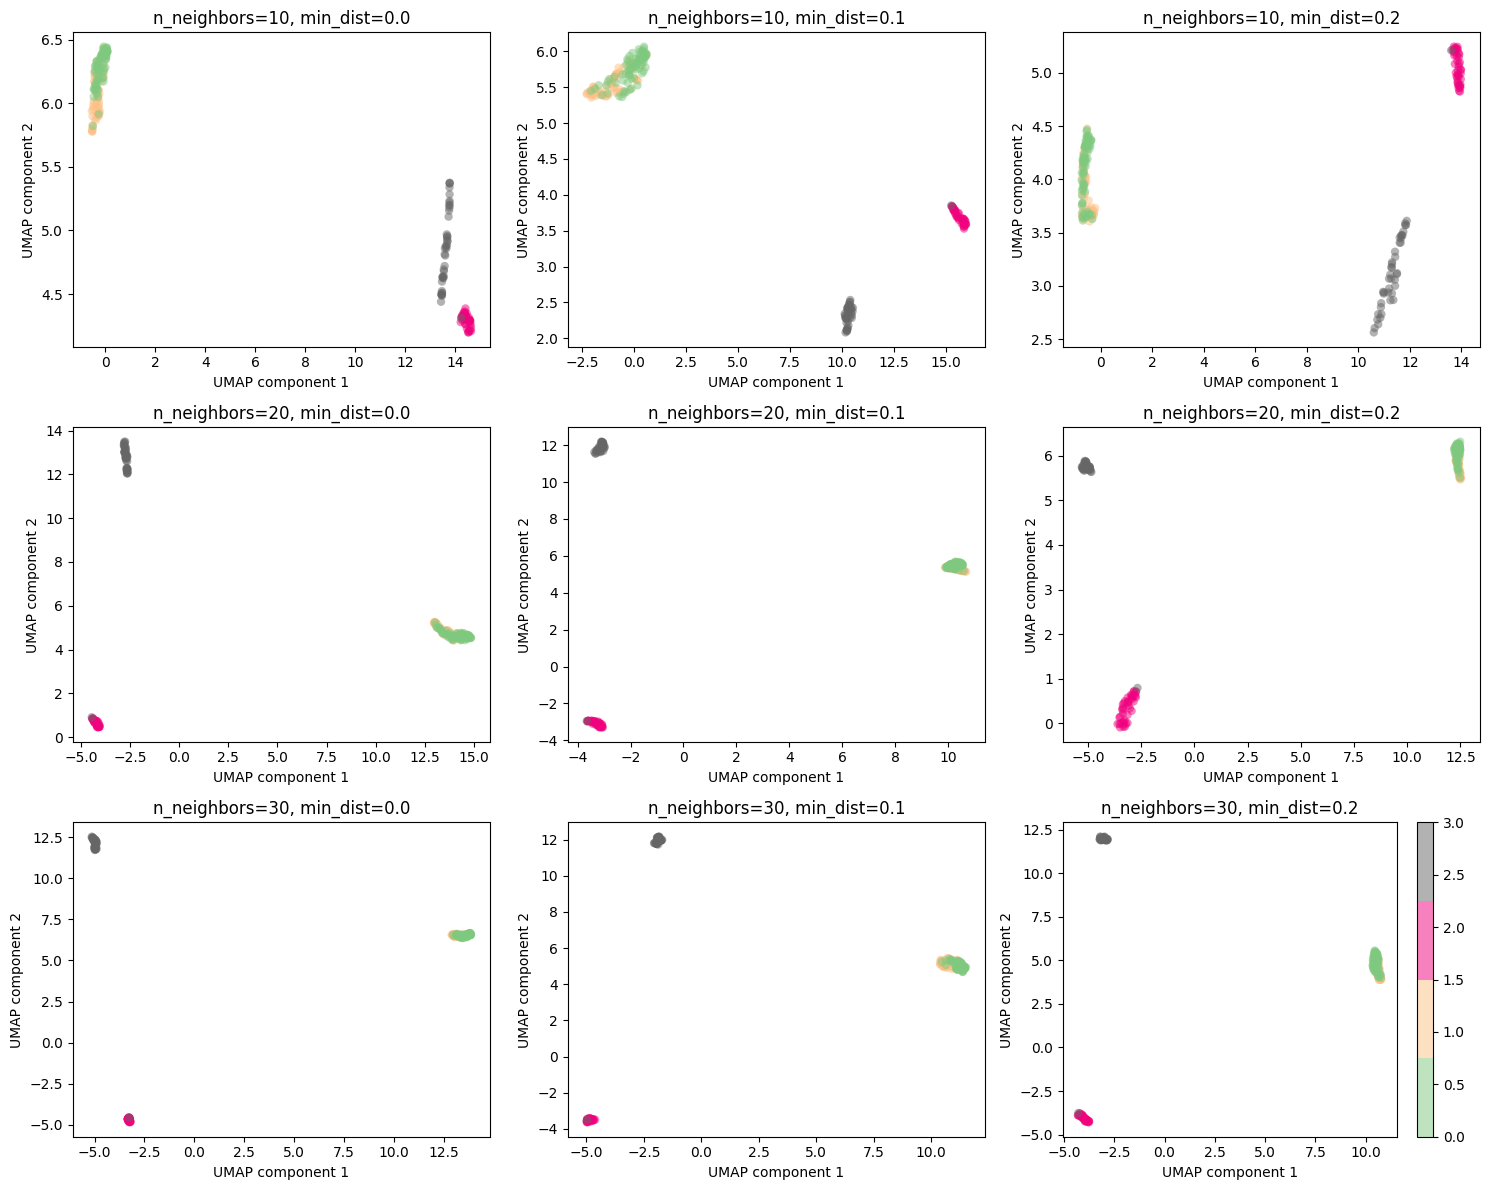 n_neighbors=10, min_dist=0.0
6.5
6.0
5.5
5.0
4.5
UMAP component 2
0 2 4 6 8 10 12 14
UMAP component 1
n_neighbors=10, min_dist=0.1
6.0
5.5
5.0
4.5
4.0
3.5
3.0
2.5
2.0
UMAP component 2
−2.5 0.0 2.5 5.0 7.5 10.0 12.5 15.0
UMAP component 1
n_neighbors=10, min_dist=0.2
5.0
4.5
4.0
3.5
3.0
2.5
UMAP component 2
0 2 4 6 8 10 12 14
UMAP component 1
n_neighbors=20, min_dist=0.0
14
12
10
8
6
4
2
0
UMAP component 2
−5.0 −2.5 0.0 2.5 5.0 7.5 10.0 12.5 15.0
UMAP component 1
n_neighbors=20, min_dist=0.1
12
10
8
6
4
2
0
−2
−4
UMAP component 2
−4 −2 0 2 4 6 8 10
UMAP component 1
n_neighbors=20, min_dist=0.2
6
5
4
3
2
1
0
UMAP component 2
−5.0 −2.5 0.0 2.5 5.0 7.5 10.0 12.5
UMAP component 1
n_neighbors=30, min_dist=0.0
12.5
10.0
7.5
5.0
2.5
0.0
−2.5
−5.0
UMAP component 2
−5.0 −2.5 0.0 2.5 5.0 7.5 10.0 12.5
UMAP component 1
n_neighbors=30, min_dist=0.1
12
10
8
6
4
2
0
−2
−4
UMAP component 2
−5.0 −2.5 0.0 2.5 5.0 7.5 10.0
UMAP component 1
n_neighbors=30, min_dist=0.2
12.5
10.0
7.5
5.0
2.5
0.0
−2.5
−5.0
UMAP component 2
−5.0 −2.5 0.0 2.5 5.0 7.5 10.0
UMAP component 1
3.0
2.5
2.0
1.5
1.0
0.5
0.0